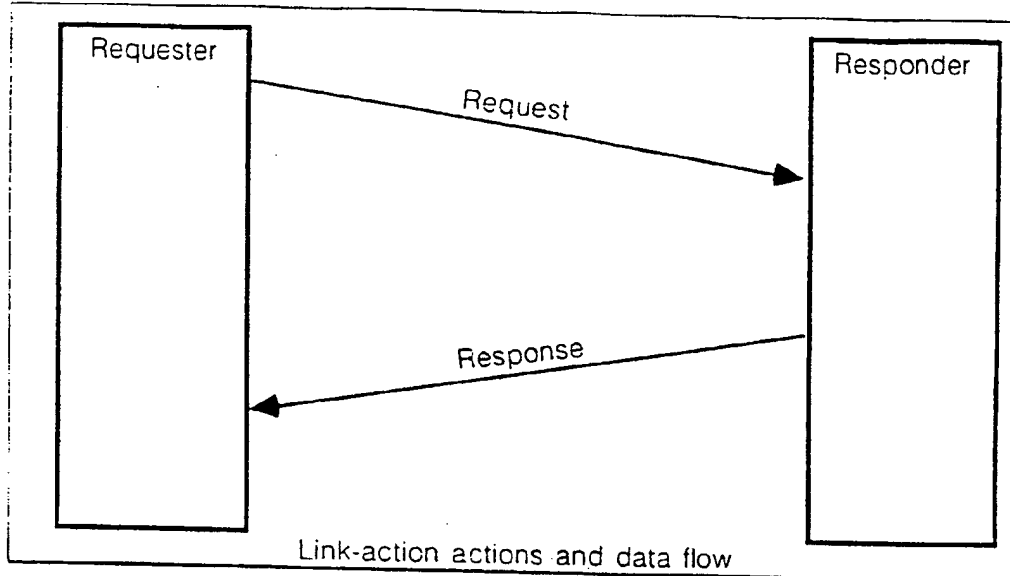 Requester
Responder
Request
Response
Link-action actions and data flow